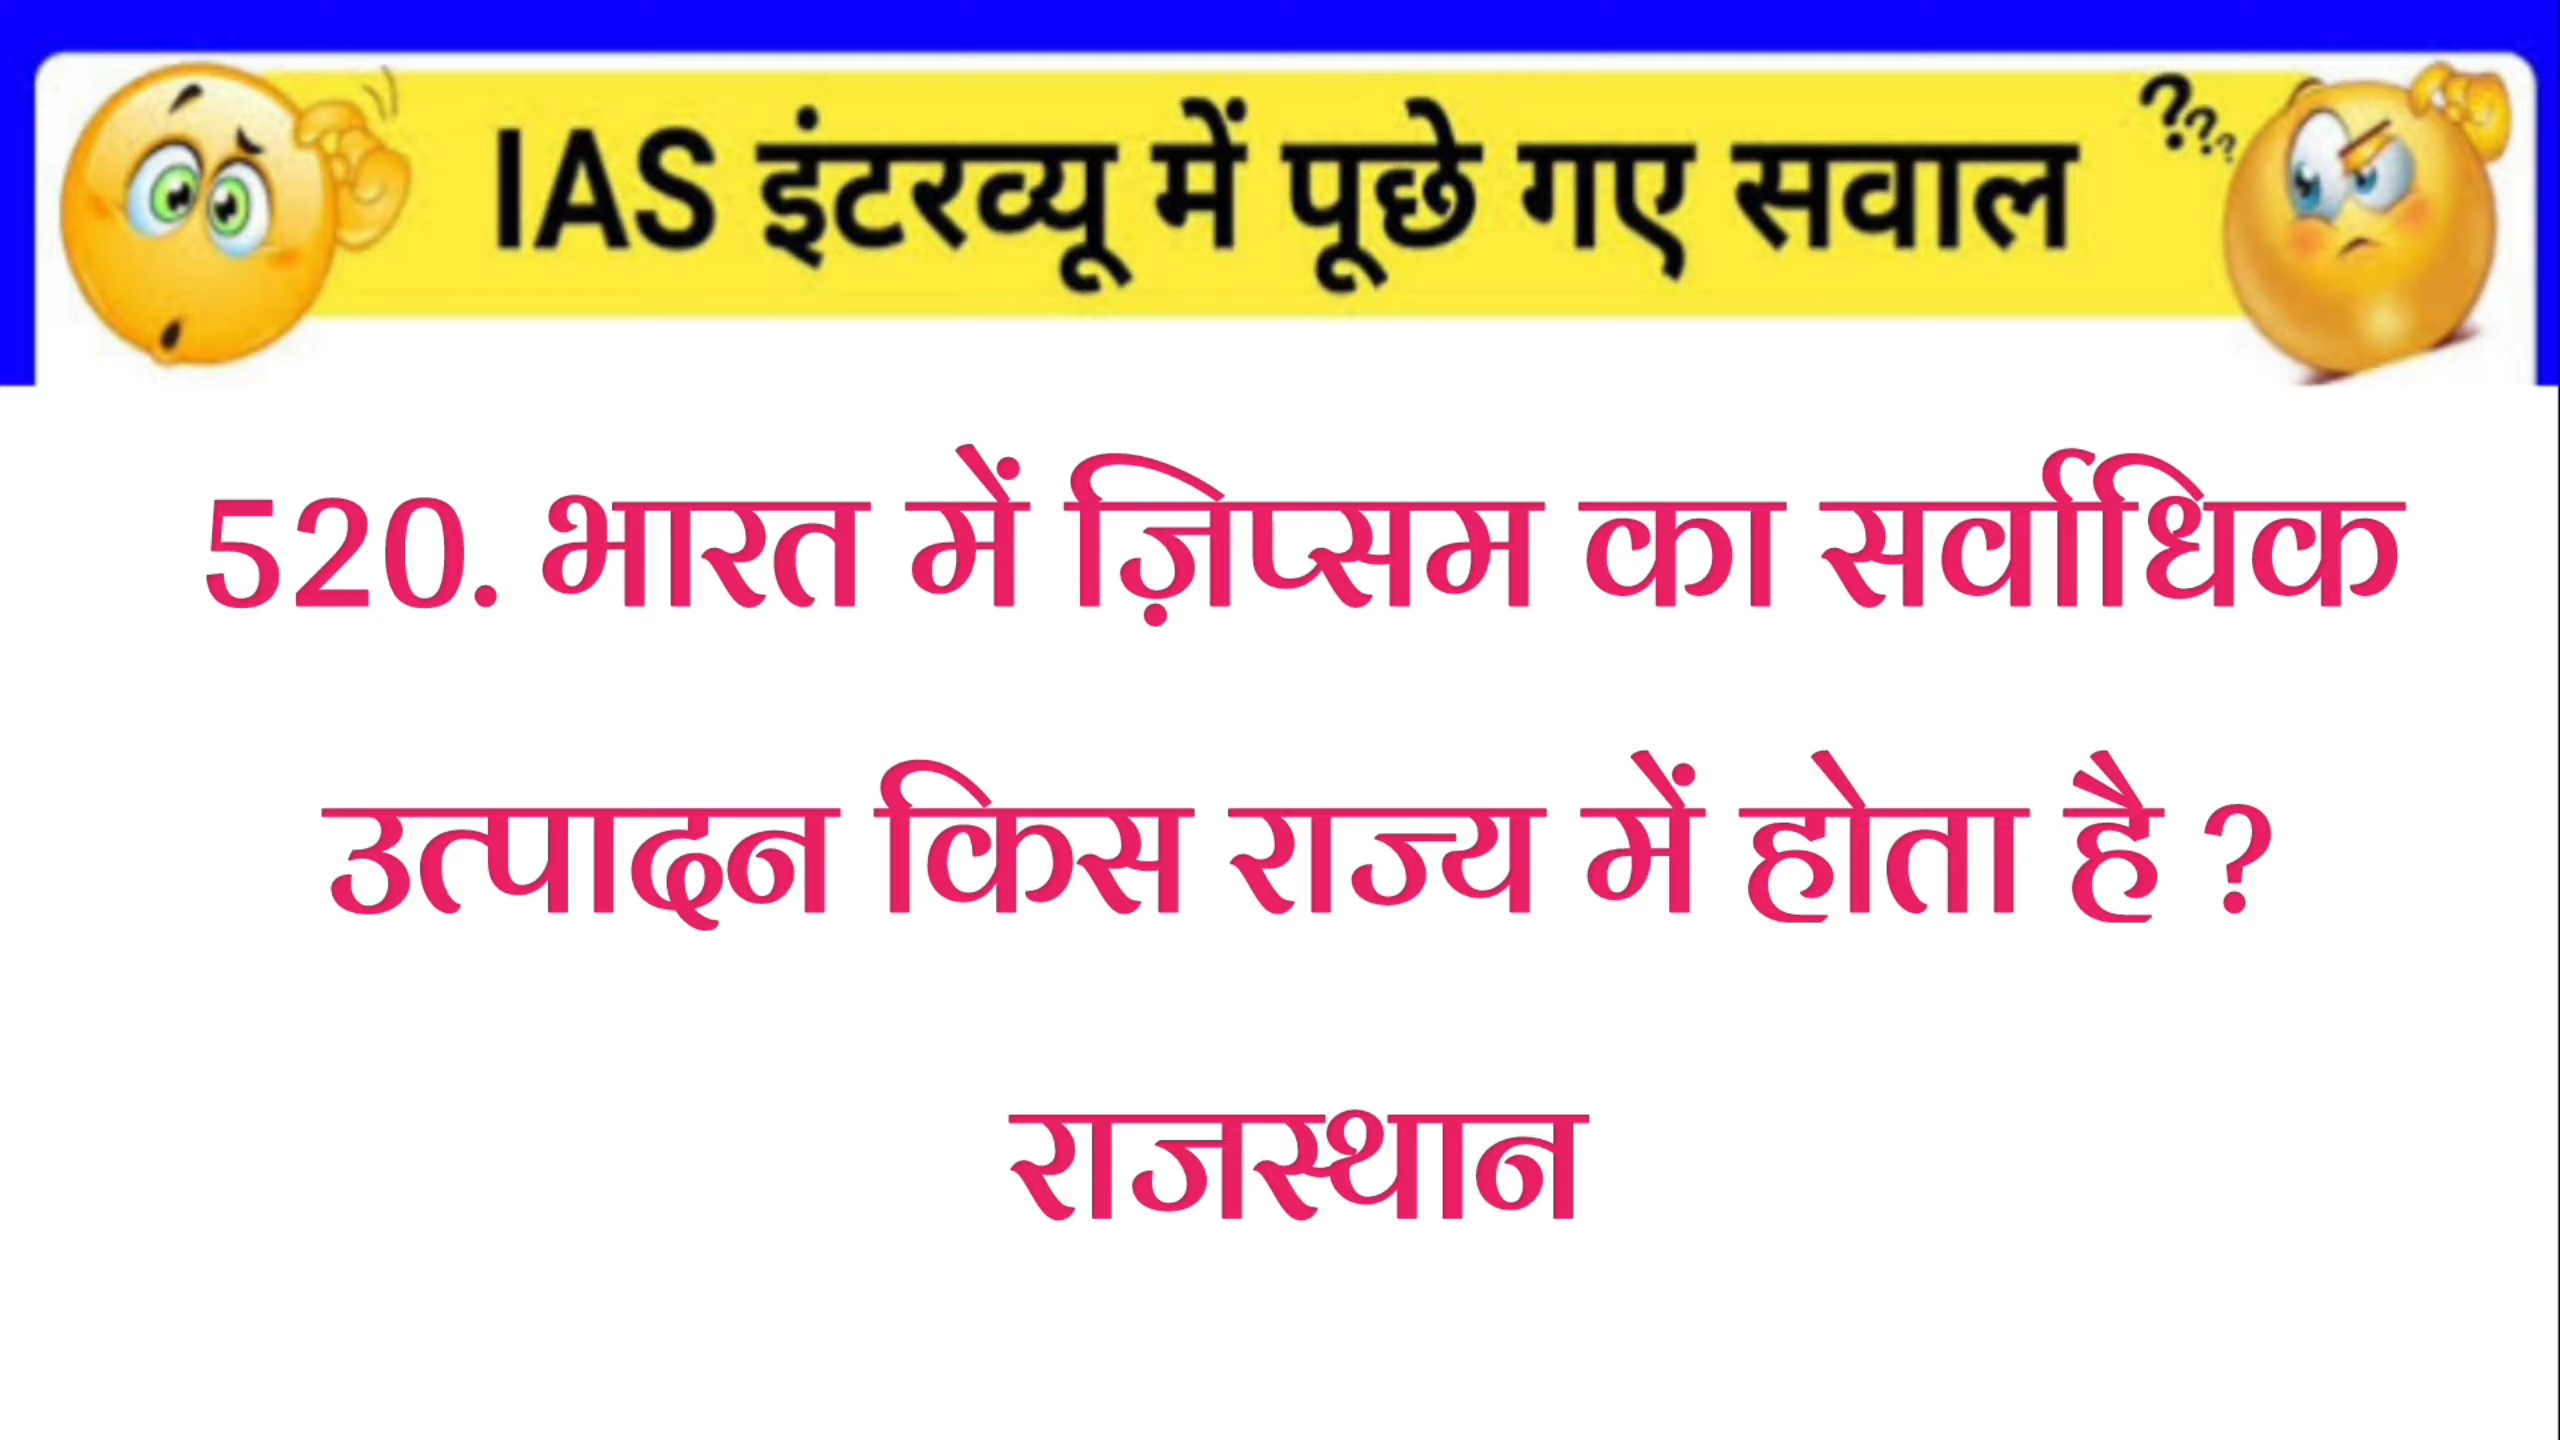 IAS इंटरव्यू में पूछे गए सवाल
???
520. भारत में ज़िप्सम का सर्वाधिक
उत्पादन किस राज्य में होता है ?
राजस्थान